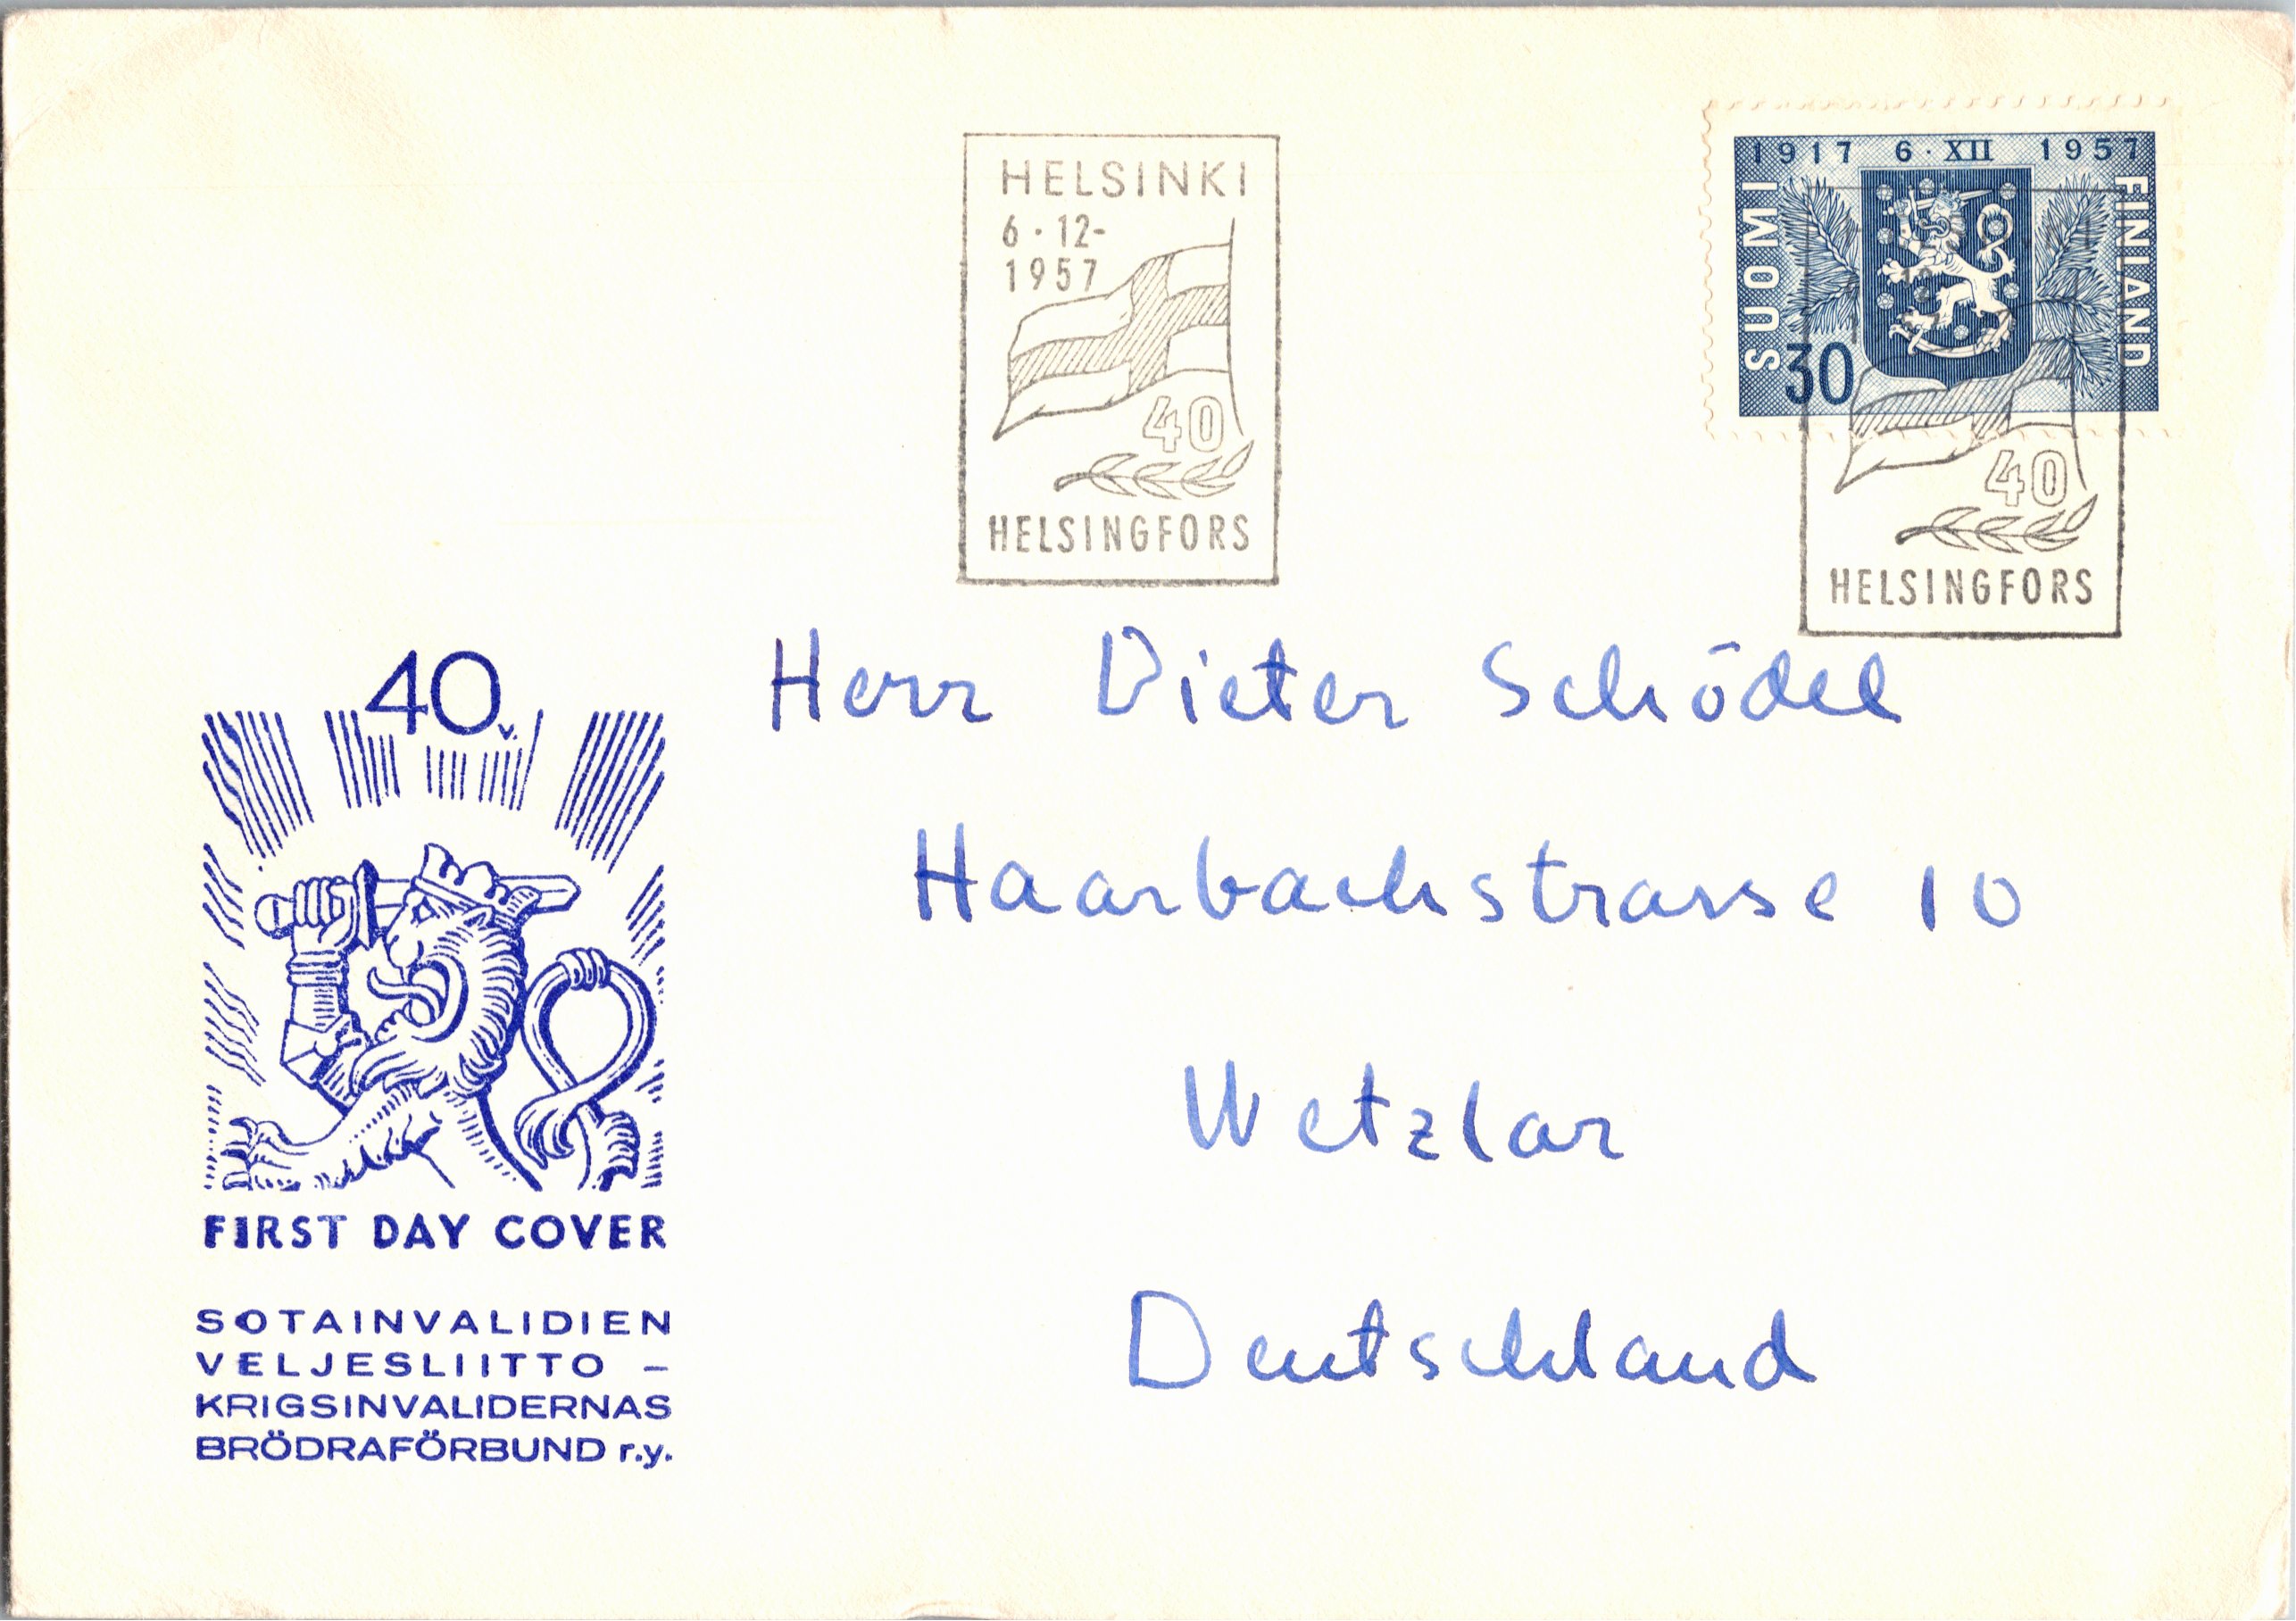 HELSINKI
6·12-
1957
40
HELSINGFORS
1917 6·XII 1957
SUOMI
FINLAND
30
40
HELSINGFORS
40 v.
Herr Dieter Schödel
Haarbachstrasse 10
Wetzlar
Deutschland
FIRST DAY COVER
SOTAINVALIDIEN
VELJESLIITTO –
KRIGSINVALIDERNAS
BRÖDRAFÖRBUND r.y.